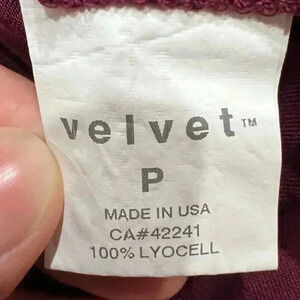 velvet™
P
MADE IN USA
CA#42241
100% LYOCELL